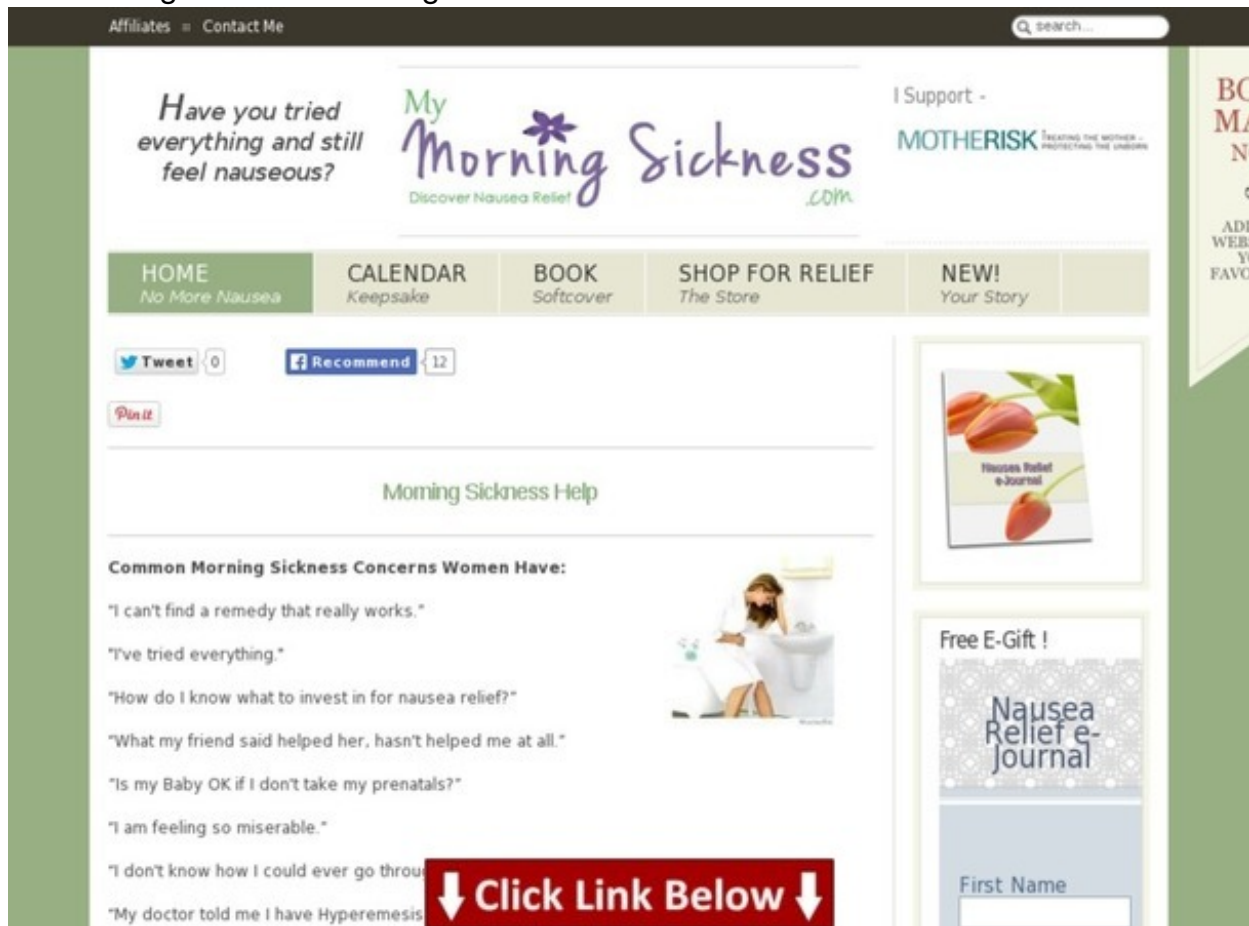 Affiliates Contact Me
search...
Have you tried
everything and still
feel nauseous?
My
Morning Sickness
Discover Nausea Relief
.com
I Support -
MOTHERISK TREATING THE MOTHER -
PROTECTING THE UNBORN
HOME CALENDAR BOOK SHOP FOR RELIEF NEW!
No More Nausea Keepsake Softcover The Store Your Story
Tweet 0 Recommend 12
Pin it
Nausea Relief
e-Journal
Morning Sickness Help
Common Morning Sickness Concerns Women Have:
"I can't find a remedy that really works."
"I've tried everything."
"How do I know what to invest in for nausea relief?"
"What my friend said helped her, hasn't helped me at all."
"Is my Baby OK if I don't take my prenatals?"
"I am feeling so miserable."
"I don't know how I could ever go
"My doctor told me I have Hyperemesis
Click Link Below
Free E-Gift !
Nausea
Relief e-
Journal
First Name